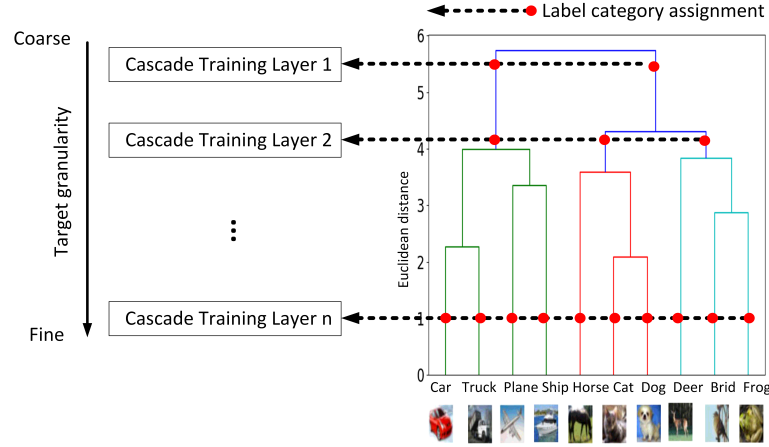 Label category assignment
Coarse
Cascade Training Layer 1
Cascade Training Layer 2
Target granularity
...
Cascade Training Layer n
Fine
Euclidean distance
6
5
4
3
2
1
0
Car Truck Plane Ship Horse Cat Dog Deer Brid Frog